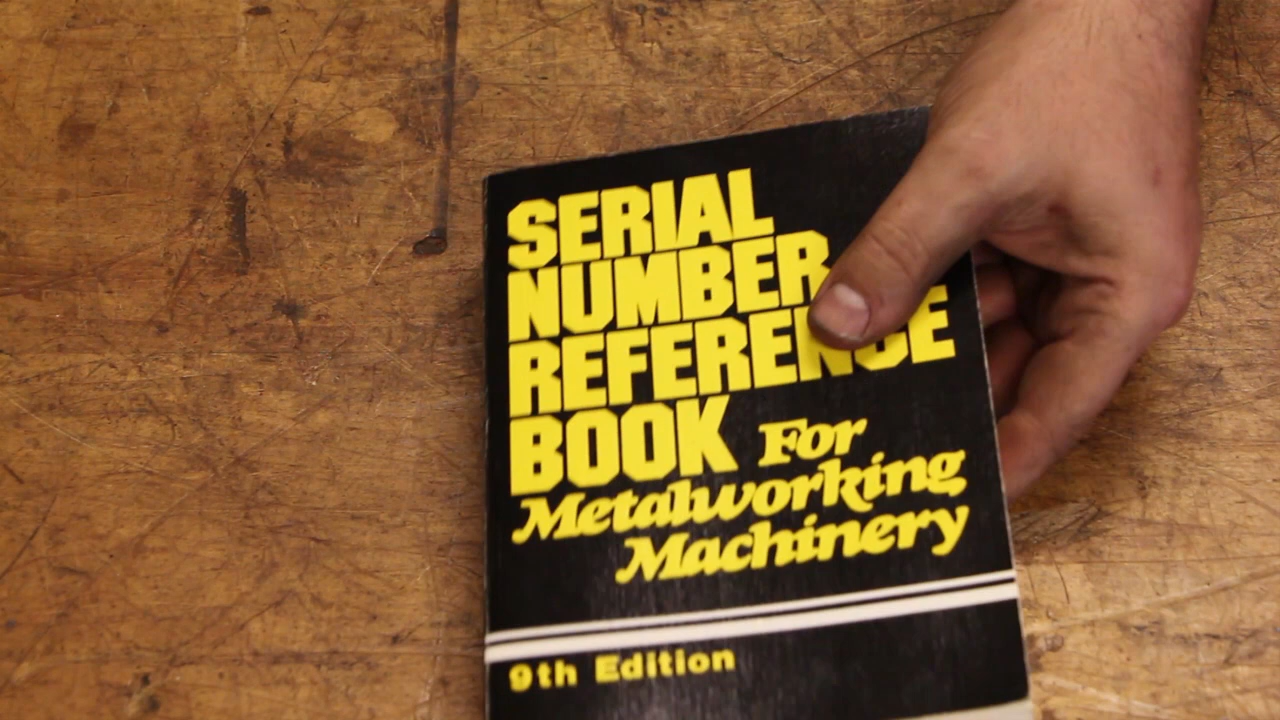 SERIAL
NUMBER
REFERENCE
BOOK For
Metalworking
Machinery
9th Edition